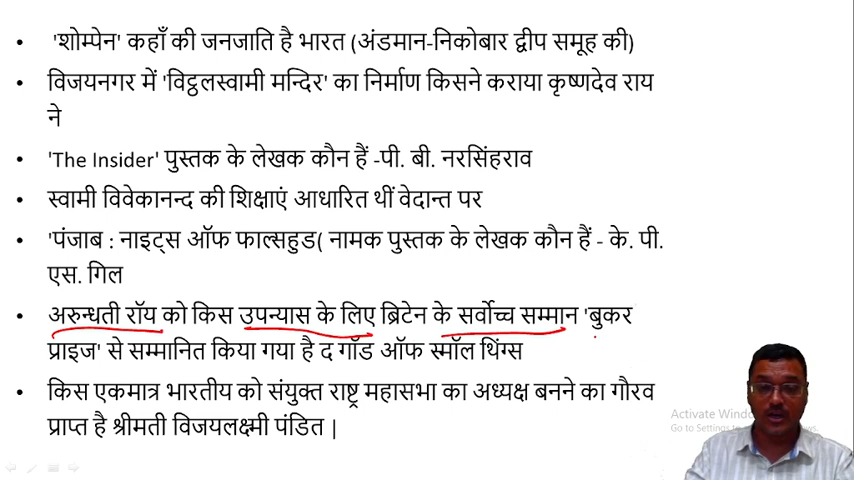 • 'शोम्पेन' कहाँ की जनजाति है भारत (अंडमान-निकोबार द्वीप समूह की)
• विजयनगर में 'विट्ठलस्वामी मन्दिर' का निर्माण किसने कराया कृष्णदेव राय
ने
• 'The Insider' पुस्तक के लेखक कौन हैं -पी. बी. नरसिंहराव
• स्वामी विवेकानन्द की शिक्षाएं आधारित थीं वेदान्त पर
• 'पंजाब : नाइट्स ऑफ फाल्सहुड( नामक पुस्तक के लेखक कौन हैं - के. पी.
एस. गिल
• अरुन्धती रॉय को किस उपन्यास के लिए ब्रिटेन के सर्वोच्च सम्मान 'बुकर
प्राइज' से सम्मानित किया गया है द गॉड ऑफ स्मॉल थिंग्स
• किस एकमात्र भारतीय को संयुक्त राष्ट्र महासभा का अध्यक्ष बनने का गौरव
प्राप्त है श्रीमती विजयलक्ष्मी पंडित |
Activate
Go to Settings